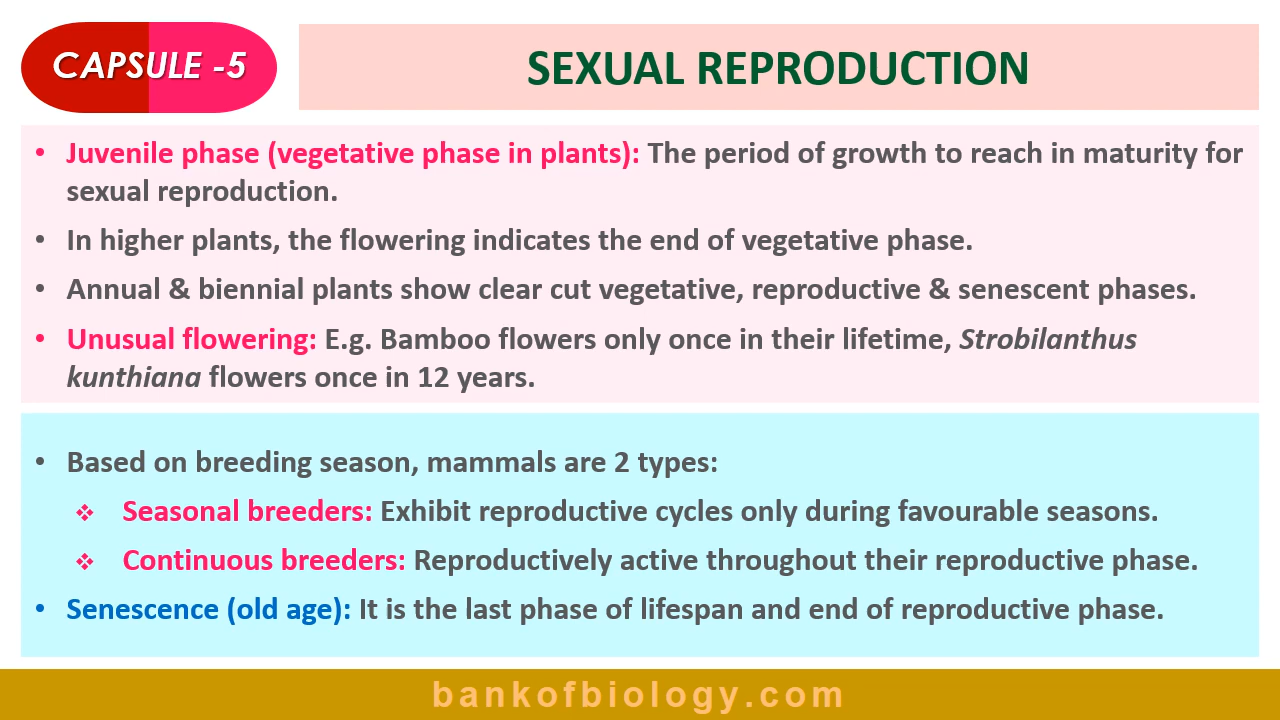 CAPSULE -5
SEXUAL REPRODUCTION
• Juvenile phase (vegetative phase in plants): The period of growth to reach in maturity for
sexual reproduction.
• In higher plants, the flowering indicates the end of vegetative phase.
• Annual & biennial plants show clear cut vegetative, reproductive & senescent phases.
• Unusual flowering: E.g. Bamboo flowers only once in their lifetime, Strobilanthus
kunthiana flowers once in 12 years.
• Based on breeding season, mammals are 2 types:
❖ Seasonal breeders: Exhibit reproductive cycles only during favourable seasons.
❖ Continuous breeders: Reproductively active throughout their reproductive phase.
• Senescence (old age): It is the last phase of lifespan and end of reproductive phase.
bankofbiology.com